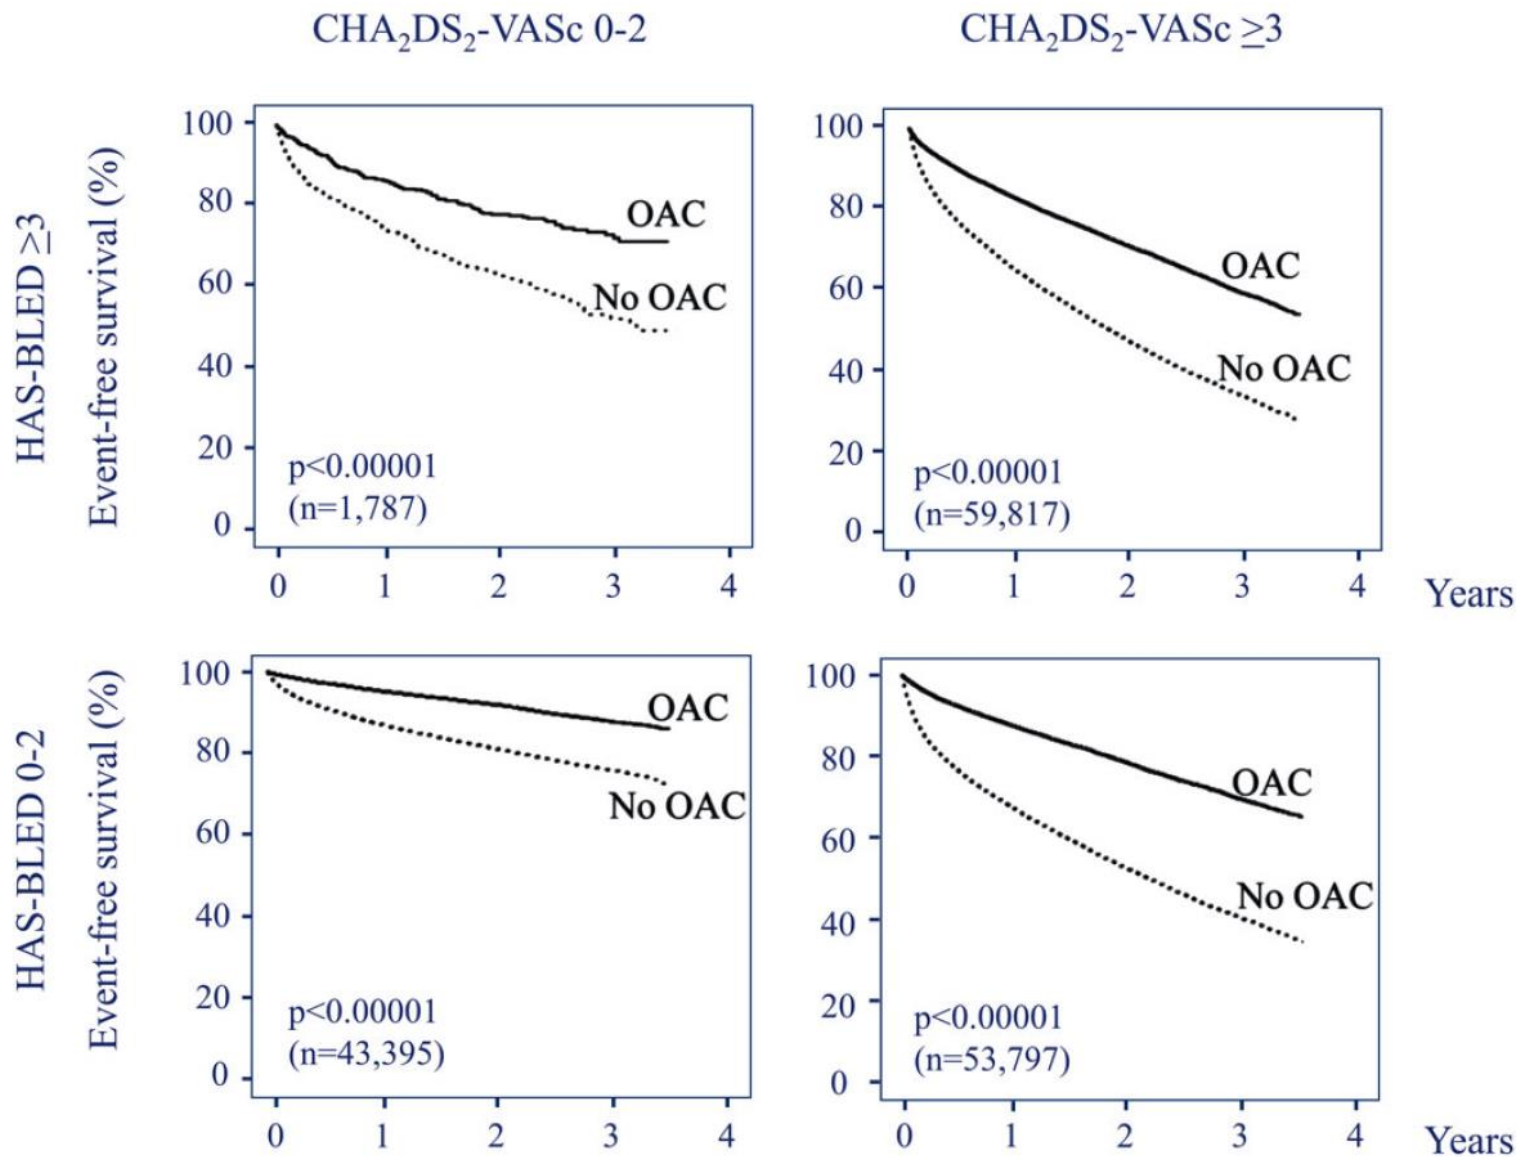 CHA₂DS₂-VASc 0-2
CHA₂DS₂-VASc ≥3
HAS-BLED ≥3
Event-free survival (%)
100
80
60
40
20
0
OAC
No OAC
p<0.00001
(n=1,787)
0 1 2 3 4
100
80
60
40
20
0
OAC
No OAC
p<0.00001
(n=59,817)
0 1 2 3 4
Years
HAS-BLED 0-2
Event-free survival (%)
100
80
60
40
20
0
OAC
No OAC
p<0.00001
(n=43,395)
0 1 2 3 4
100
80
60
40
20
0
OAC
No OAC
p<0.00001
(n=53,797)
0 1 2 3 4
Years